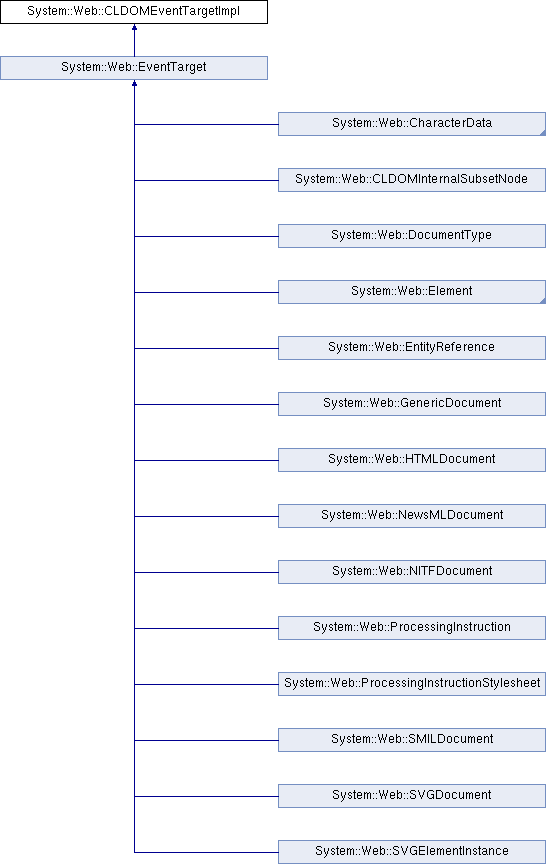 System::Web::CLDOMEventTargetImpl
System::Web::EventTarget
System::Web::CharacterData
System::Web::CLDOMInternalSubsetNode
System::Web::DocumentType
System::Web::Element
System::Web::EntityReference
System::Web::GenericDocument
System::Web::HTMLDocument
System::Web::NewsMLDocument
System::Web::NITFDocument
System::Web::ProcessingInstruction
System::Web::ProcessingInstructionStylesheet
System::Web::SMILDocument
System::Web::SVGDocument
System::Web::SVGElementInstance